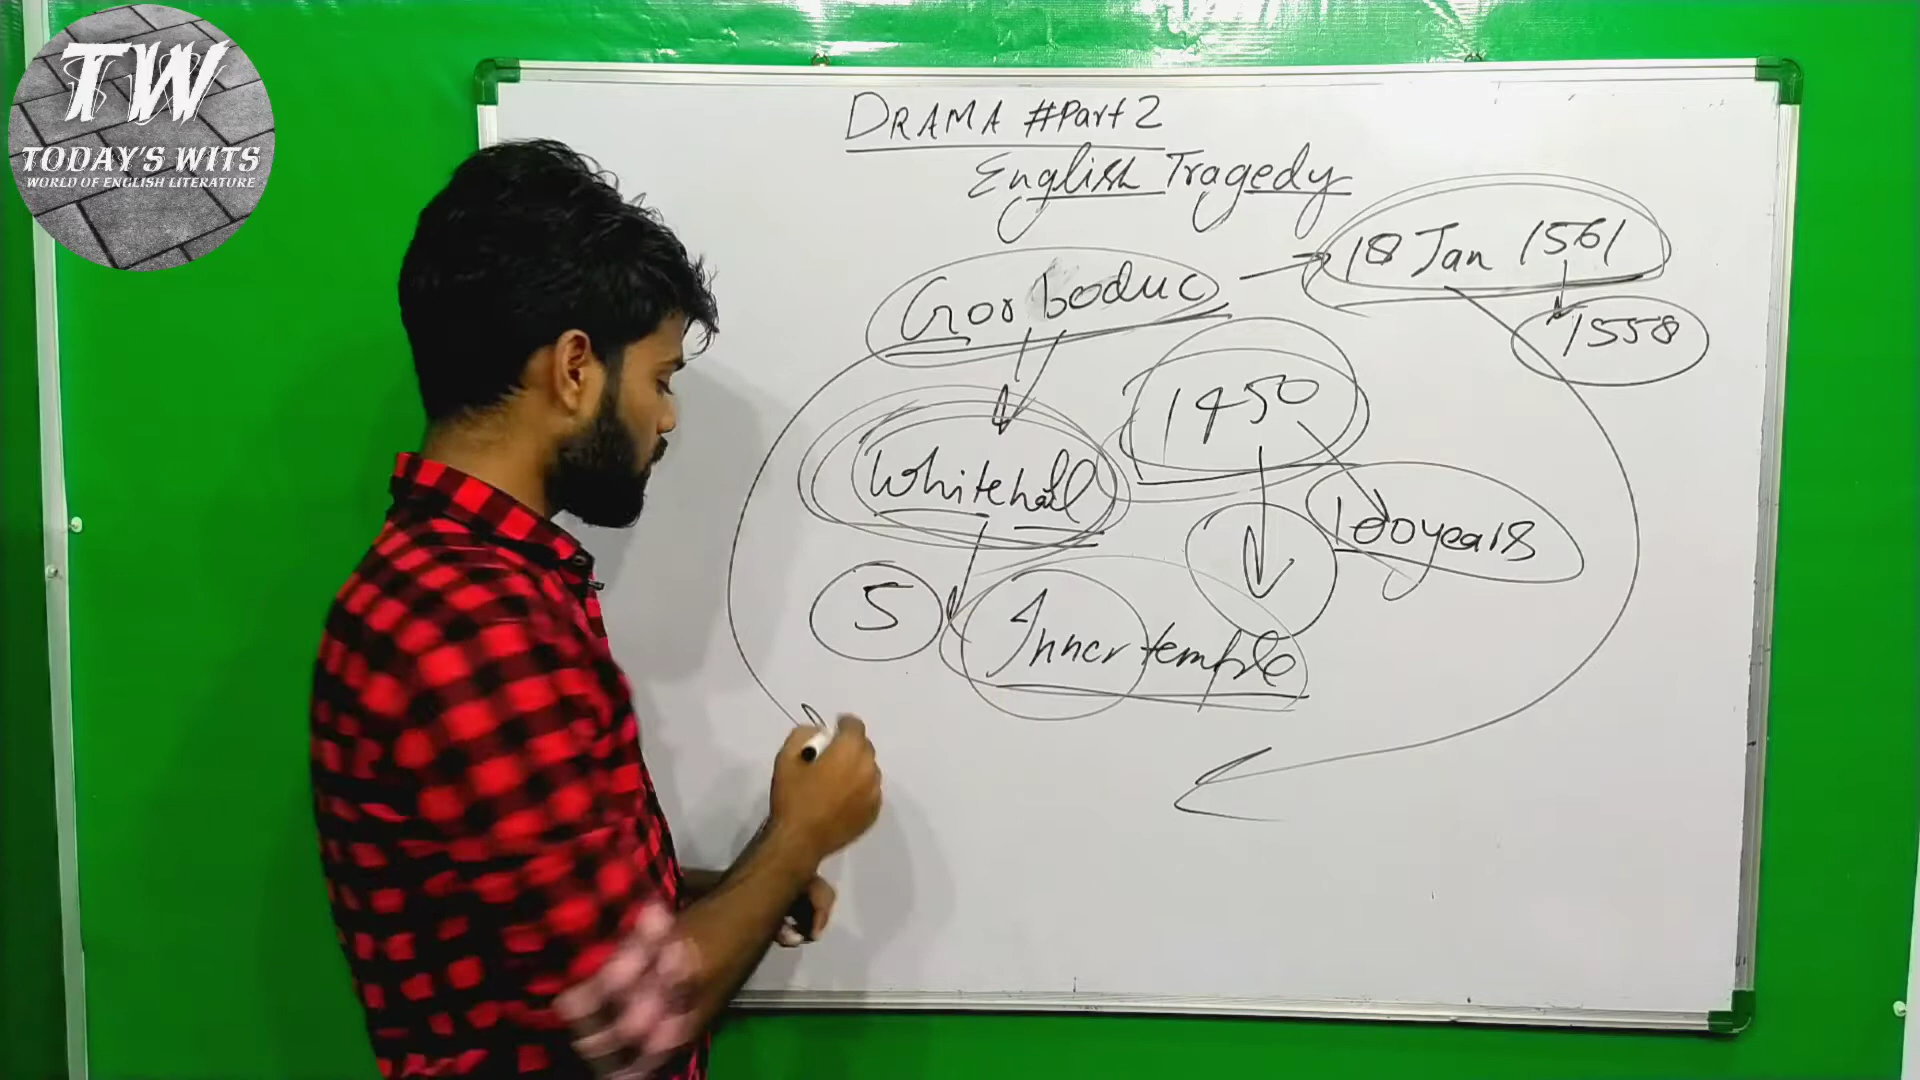 TW
TODAY'S WITS
WORLD OF ENGLISH LITERATURE
DRAMA #Part 2
English Tragedy
Gorboduc
18 Jan 1561
1558
1450
Whitehall
100 years
5
Inner temple